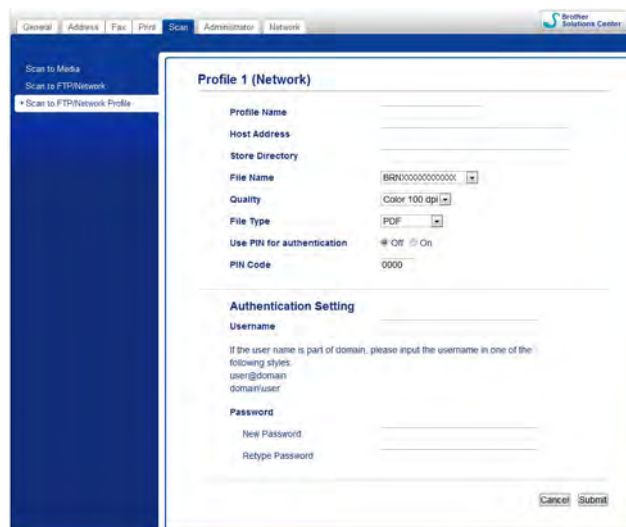 General Address Fax Print Scan Administrator Network
Brother
Solutions Center
Scan to Media
Scan to FTP/Network
Scan to FTP/Network Profile
Profile 1 (Network)
Profile Name
Host Address
Store Directory
File Name BRNXXXXXXXXXXXX
Quality Color 100 dpi
File Type PDF
Use PIN for authentication Off On
PIN Code 0000
Authentication Setting
Username
If the user name is part of domain, please input the username in one of the
following styles.
user@domain
domain\user
Password
New Password
Retype Password
Cancel Submit